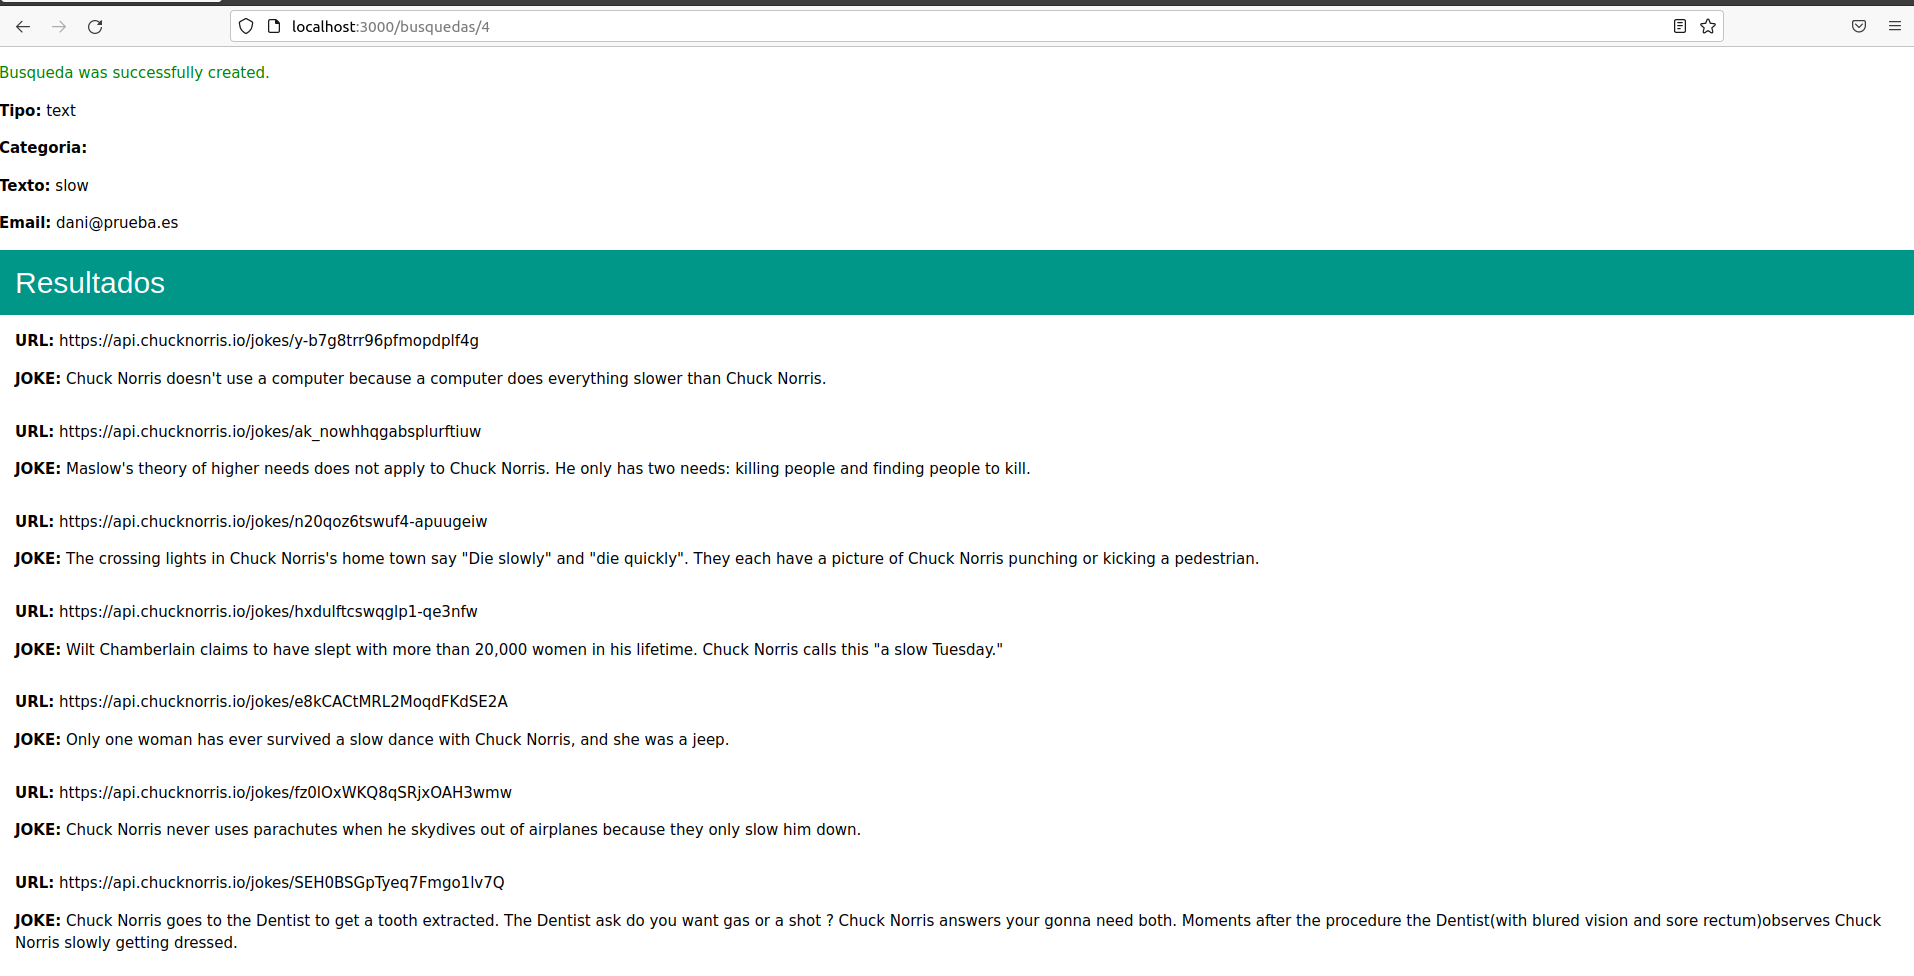 localhost:3000/busquedas/4
Busqueda was successfully created.
Tipo: text
Categoria:
Texto: slow
Email: dani@prueba.es
Resultados
URL: https://api.chucknorris.io/jokes/y-b7g8trr96pfmopdplf4g
JOKE: Chuck Norris doesn't use a computer because a computer does everything slower than Chuck Norris.
URL: https://api.chucknorris.io/jokes/ak_nowhhqgabsplurftiuw
JOKE: Maslow's theory of higher needs does not apply to Chuck Norris. He only has two needs: killing people and finding people to kill.
URL: https://api.chucknorris.io/jokes/n20qoz6tswuf4-apuugeiw
JOKE: The crossing lights in Chuck Norris's home town say "Die slowly" and "die quickly". They each have a picture of Chuck Norris punching or kicking a pedestrian.
URL: https://api.chucknorris.io/jokes/hxdulftcswqglp1-qe3nfw
JOKE: Wilt Chamberlain claims to have slept with more than 20,000 women in his lifetime. Chuck Norris calls this "a slow Tuesday."
URL: https://api.chucknorris.io/jokes/e8kCACtMRL2MoqdFKdSE2A
JOKE: Only one woman has ever survived a slow dance with Chuck Norris, and she was a jeep.
URL: https://api.chucknorris.io/jokes/fz0lOxWKQ8qSRjxOAH3wmw
JOKE: Chuck Norris never uses parachutes when he skydives out of airplanes because they only slow him down.
URL: https://api.chucknorris.io/jokes/SEH0BSGpTyeq7Fmgo1lv7Q
JOKE: Chuck Norris goes to the Dentist to get a tooth extracted. The Dentist ask do you want gas or a shot ? Chuck Norris answers your gonna need both. Moments after the procedure the Dentist(with blured vision and sore rectum)observes Chuck
Norris slowly getting dressed.